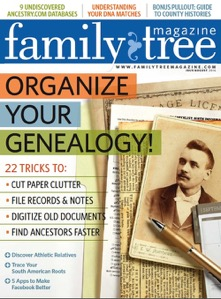 9 UNDISCOVERED
ANCESTRY.COM DATABASES
UNDERSTANDING
YOUR DNA MATCHES
BONUS PULLOUT: GUIDE
TO COUNTY HISTORIES
family tree
magazine
WWW.FAMILYTREEMAGAZINE.COM
JULY/AUGUST
ORGANIZE
YOUR
GENEALOGY!
22 TRICKS TO:
• CUT PAPER CLUTTER
• FILE RECORDS & NOTES
• DIGITIZE OLD DOCUMENTS
• FIND ANCESTORS FASTER
+ Discover Athletic Relatives
+ Trace Your
South American Roots
+ 5 Apps to Make
Facebook Better